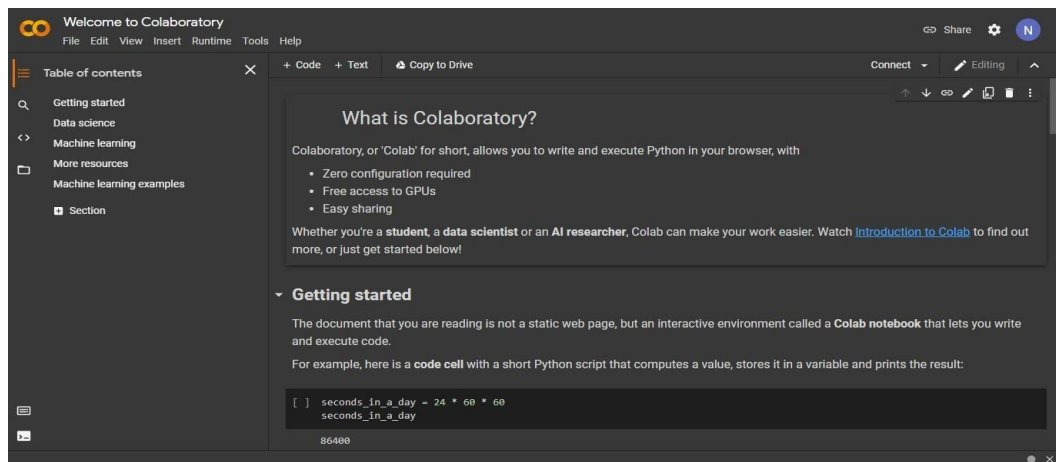 Welcome to Colaboratory
File Edit View Insert Runtime Tools Help
Share
N
Table of contents
Getting started
Data science
Machine learning
More resources
Machine learning examples
Section
+ Code + Text Copy to Drive
Connect Editing
What is Colaboratory?
Colaboratory, or 'Colab' for short, allows you to write and execute Python in your browser, with
• Zero configuration required
• Free access to GPUs
• Easy sharing
Whether you're a student, a data scientist or an AI researcher, Colab can make your work easier. Watch Introduction to Colab to find out
more, or just get started below!
Getting started
The document that you are reading is not a static web page, but an interactive environment called a Colab notebook that lets you write
and execute code.
For example, here is a code cell with a short Python script that computes a value, stores it in a variable and prints the result:
[ ] seconds_in_a_day = 24 * 60 * 60
seconds_in_a_day
86400